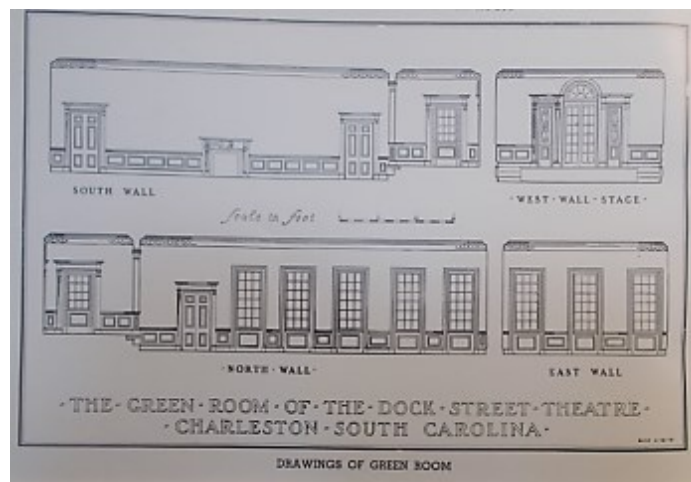 SOUTH WALL
·WEST·WALL·STAGE·
Scale in feet
·NORTH·WALL·
EAST WALL
·THE·GREEN·ROOM·OF·THE·DOCK·STREET·THEATRE·
·CHARLESTON·SOUTH CAROLINA·
DRAWINGS OF GREEN ROOM